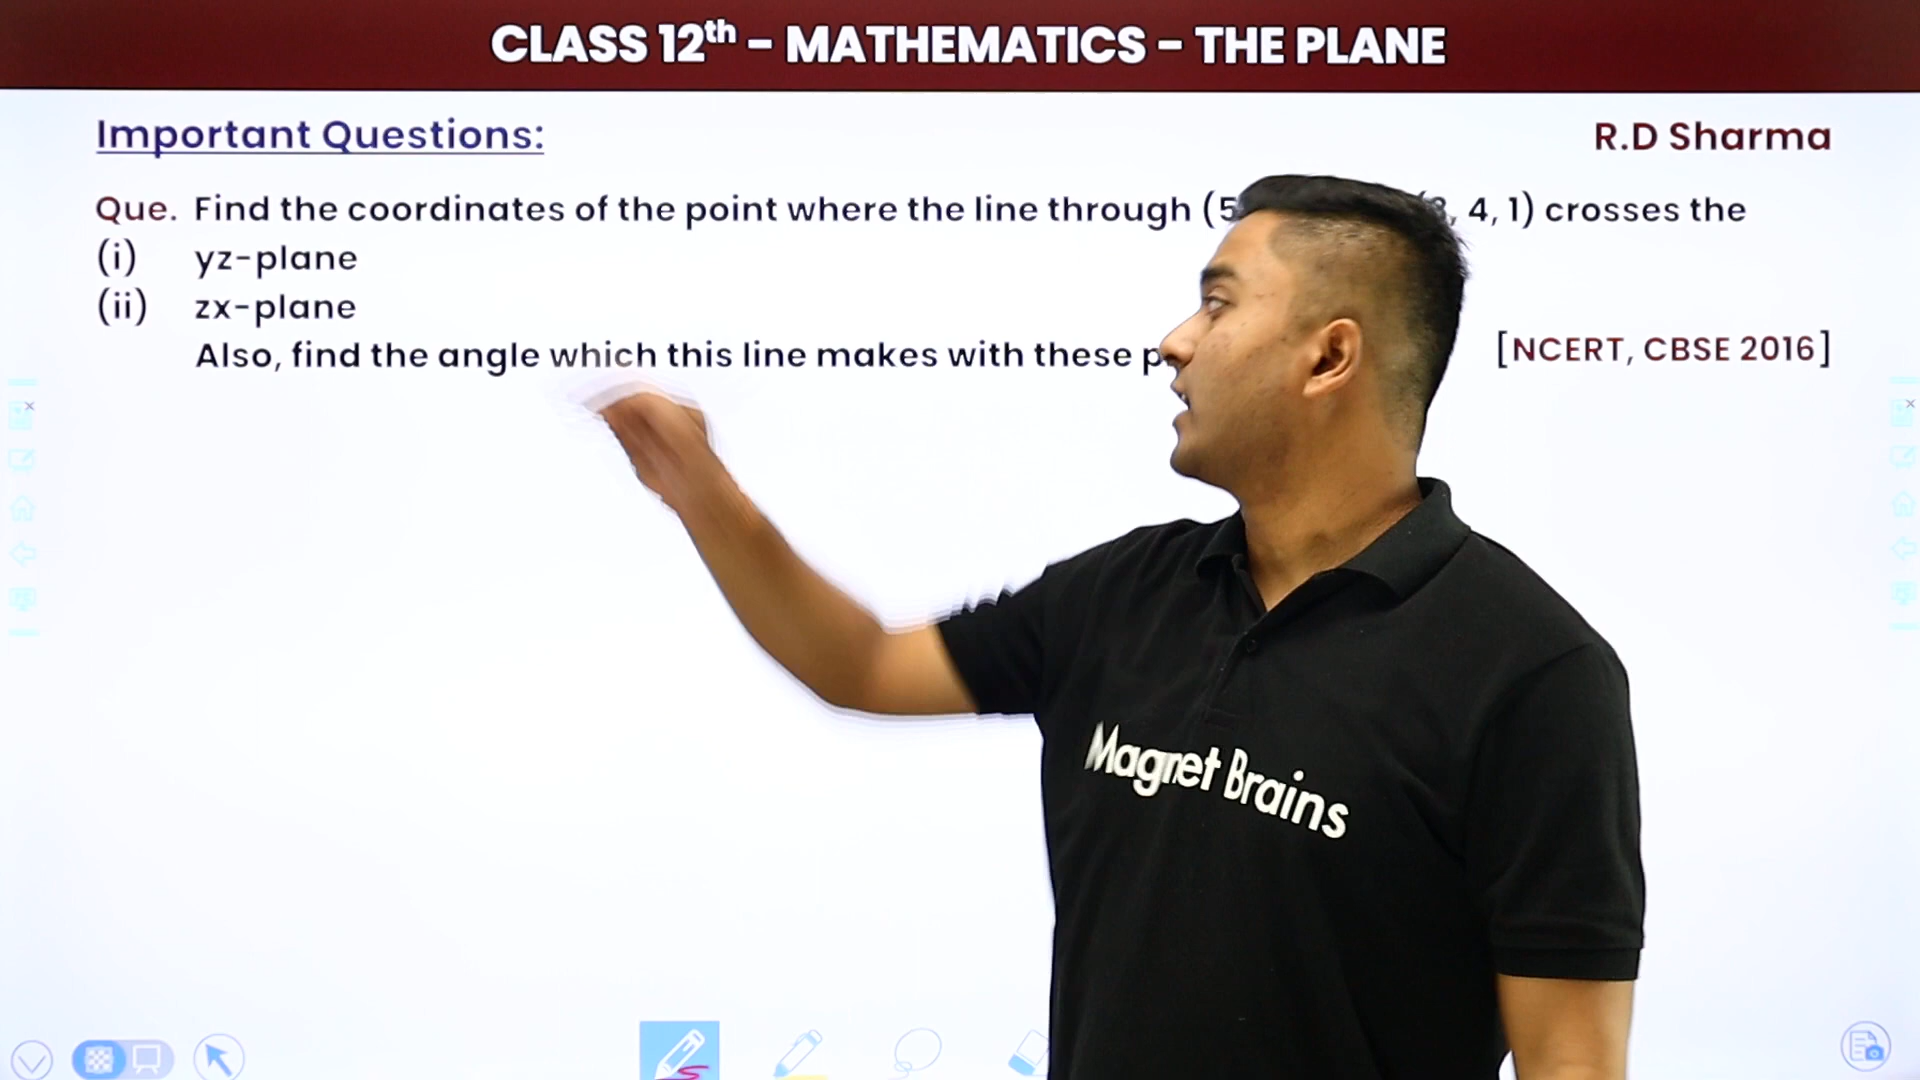 CLASS 12th - MATHEMATICS - THE PLANE
Important Questions:
R.D Sharma
Que. Find the coordinates of the point where the line through (5 , 4, 1) crosses the
(i) yz-plane
(ii) zx-plane
Also, find the angle which this line makes with these
[NCERT, CBSE 2016]
Magnet Brains